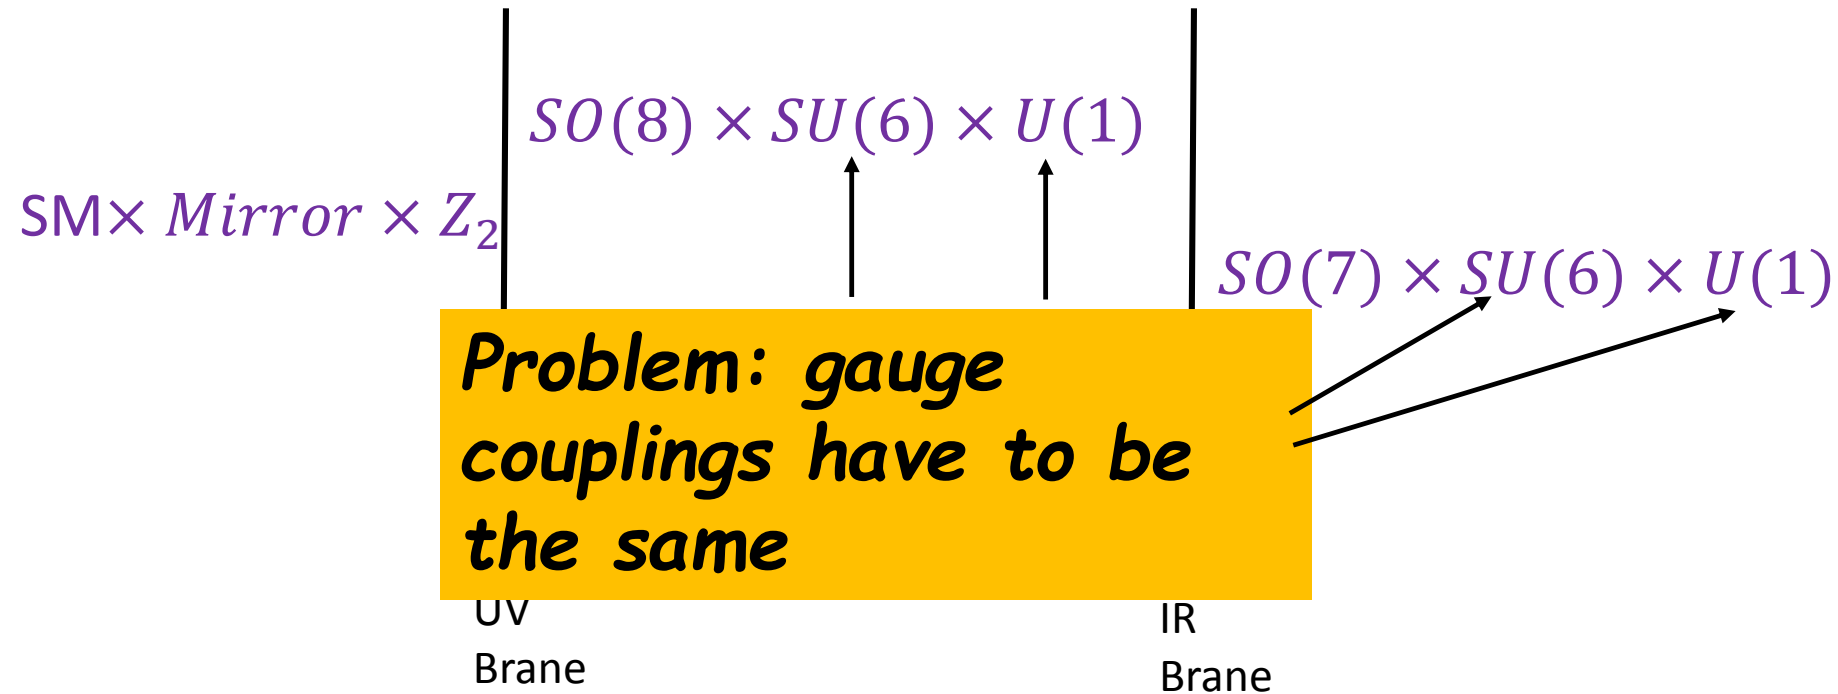 SO(8) × SU(6) × U(1)
SM× Mirror × Z₂
SO(7) × SU(6) × U(1)
Problem: gauge
couplings have to be
the same
UV
Brane
IR
Brane